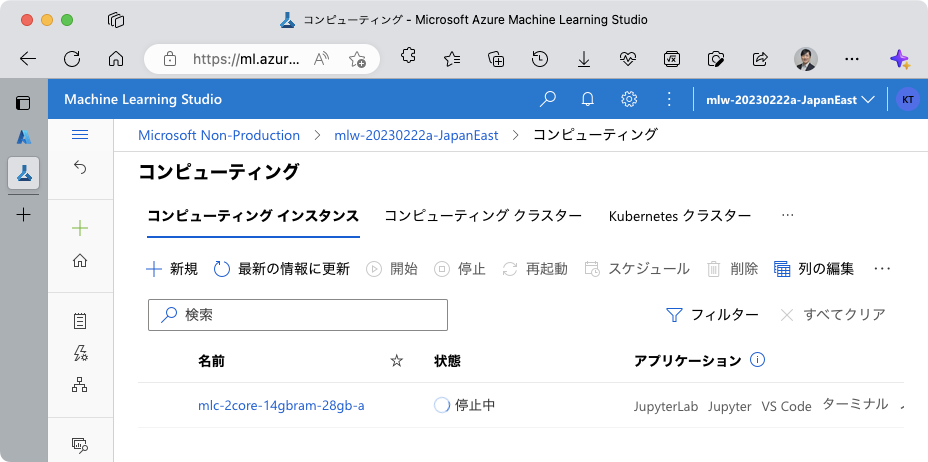 コンピューティング - Microsoft Azure Machine Learning Studio
https://ml.azur...
Machine Learning Studio
mlw-20230222a-JapanEast
KT
Microsoft Non-Production > mlw-20230222a-JapanEast > コンピューティング
コンピューティング
コンピューティング インスタンス コンピューティング クラスター Kubernetes クラスター ...
新規 最新の情報に更新 開始 停止 再起動 スケジュール 削除 列の編集 ...
検索 フィルター すべてクリア
名前 状態 アプリケーション
mlc-2core-14gbram-28gb-a 停止中 JupyterLab Jupyter VS Code ターミナル